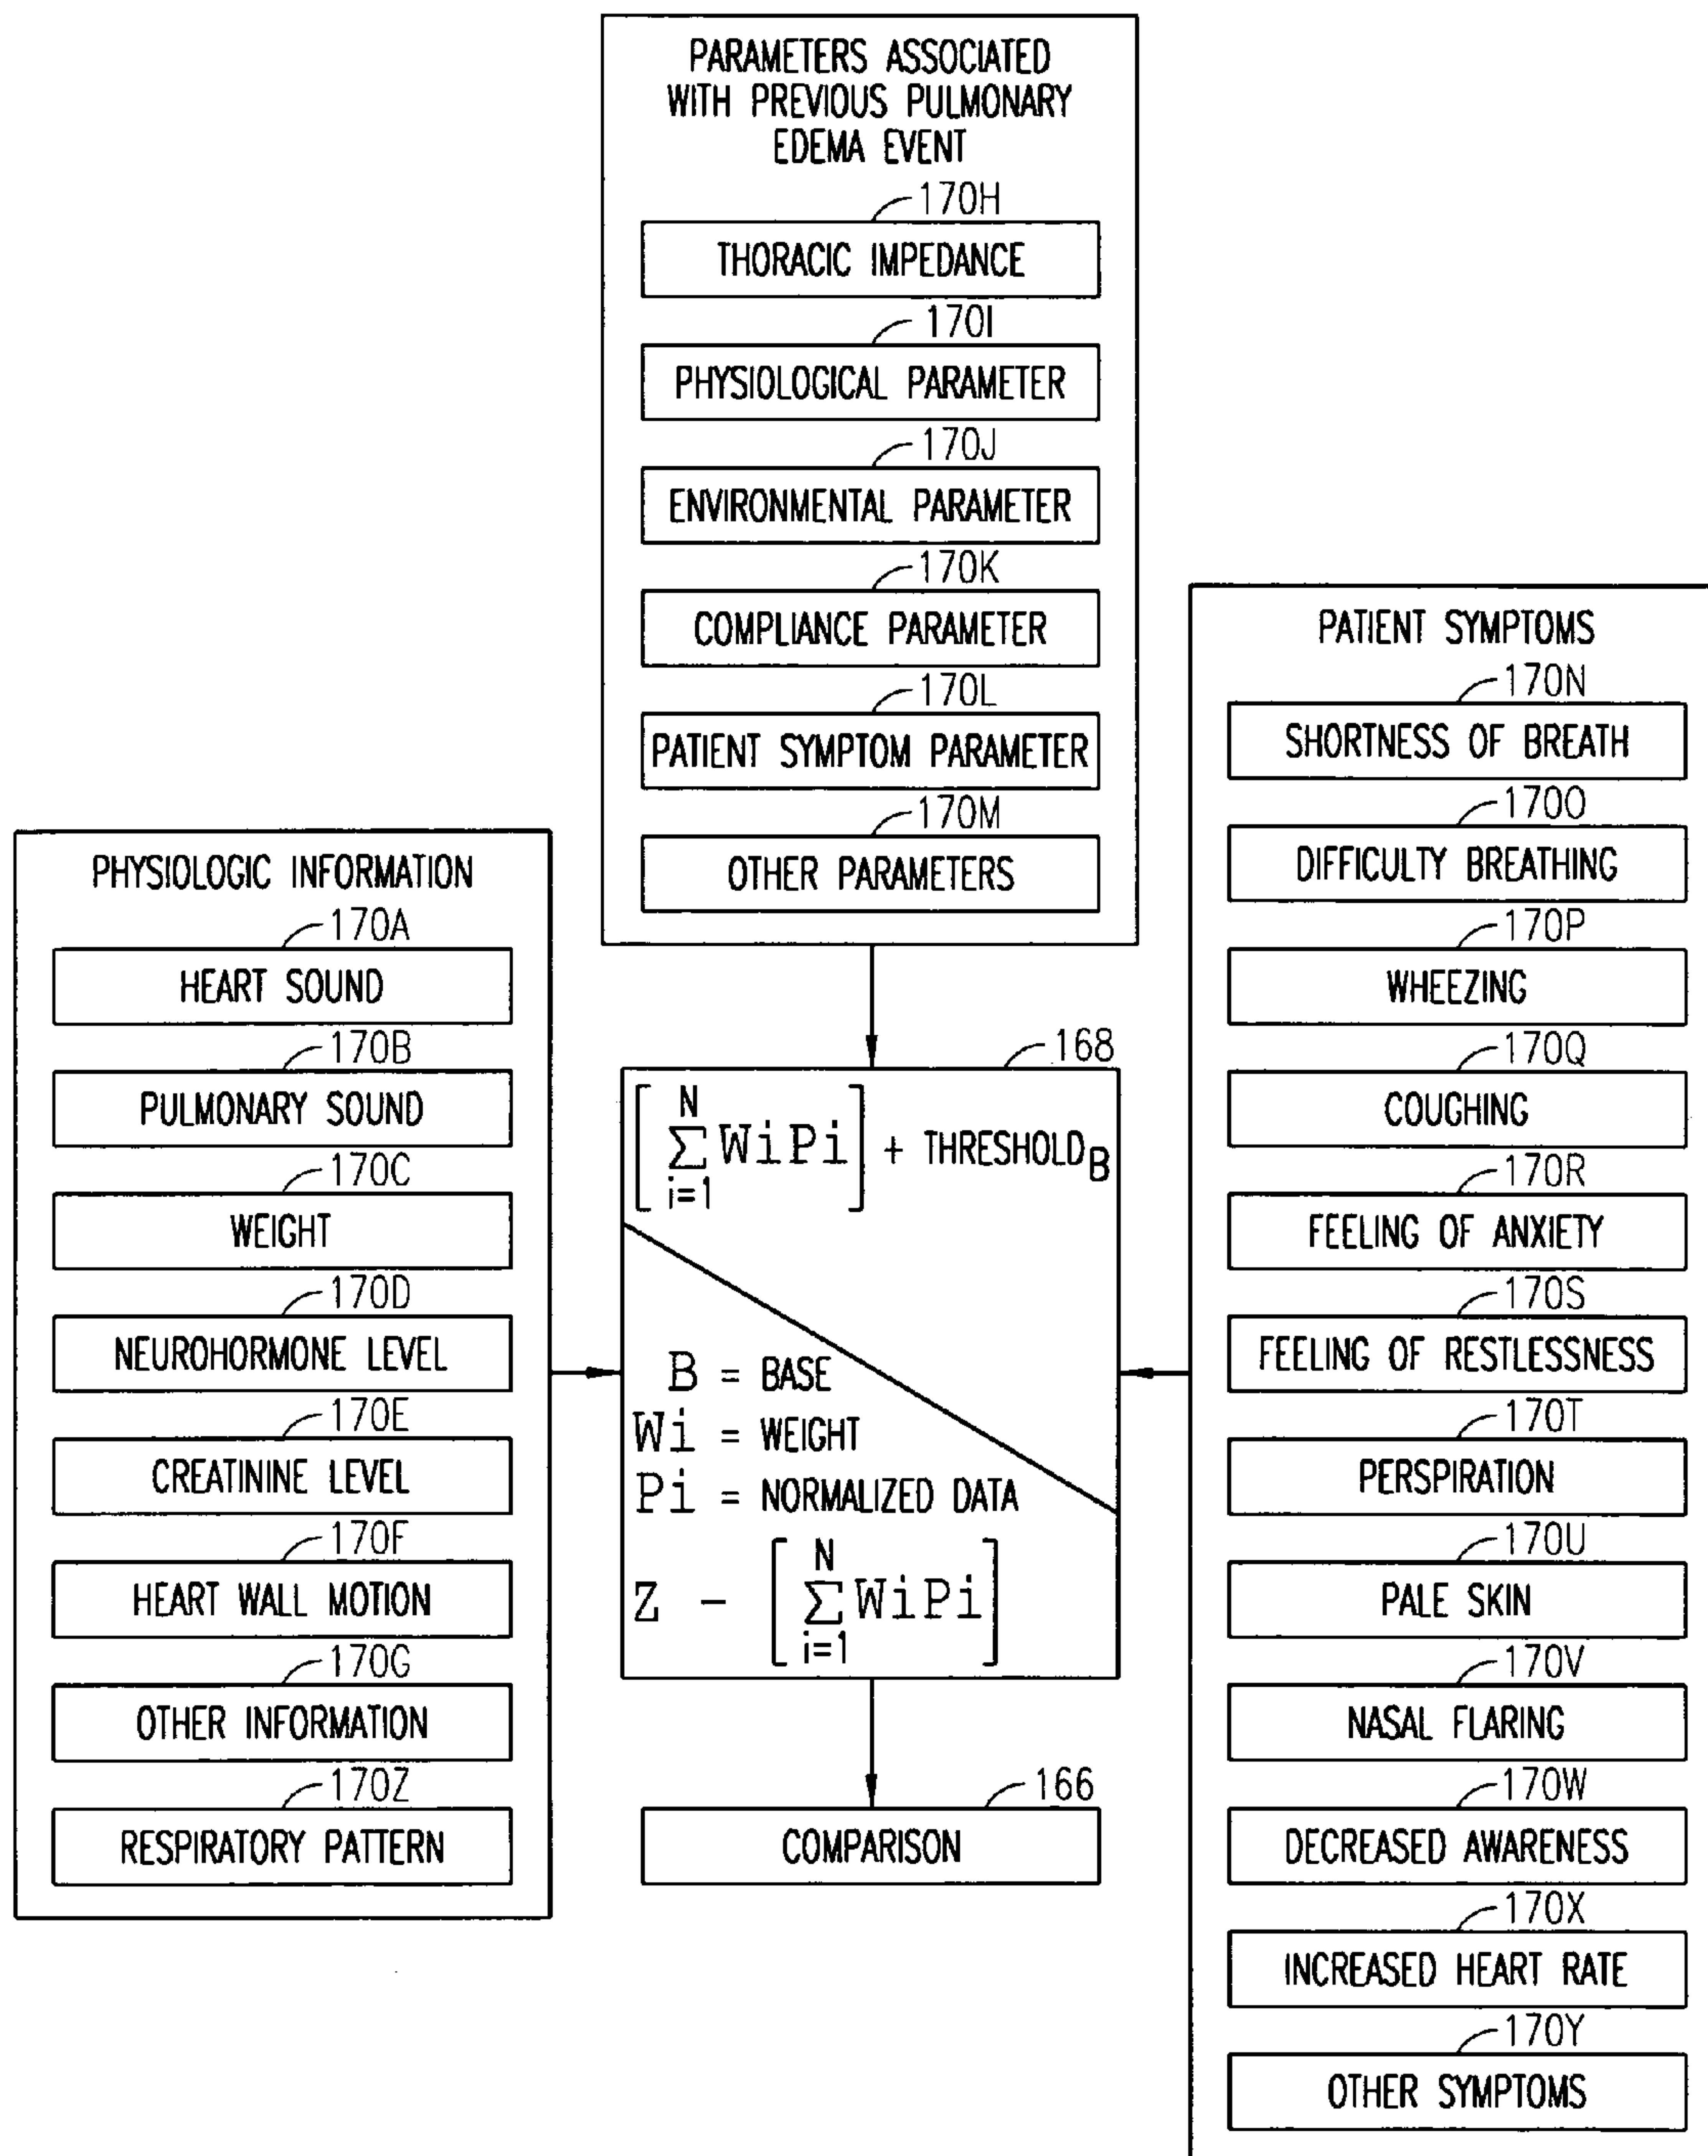 PARAMETERS ASSOCIATED
WITH PREVIOUS PULMONARY
EDEMA EVENT
170H
THORACIC IMPEDANCE
170I
PHYSIOLOGICAL PARAMETER
170J
ENVIRONMENTAL PARAMETER
170K
COMPLIANCE PARAMETER
170L
PATIENT SYMPTOM PARAMETER
170M
OTHER PARAMETERS
PHYSIOLOGIC INFORMATION
170A
HEART SOUND
170B
PULMONARY SOUND
170C
WEIGHT
170D
NEUROHORMONE LEVEL
170E
CREATININE LEVEL
170F
HEART WALL MOTION
170G
OTHER INFORMATION
170Z
RESPIRATORY PATTERN
168
[ N Σ i=1 WiPi ] + THRESHOLD B
B = BASE
Wi = WEIGHT
Pi = NORMALIZED DATA
Z - [ N Σ i=1 WiPi ]
166
COMPARISON
PATIENT SYMPTOMS
170N
SHORTNESS OF BREATH
170O
DIFFICULTY BREATHING
170P
WHEEZING
170Q
COUGHING
170R
FEELING OF ANXIETY
170S
FEELING OF RESTLESSNESS
170T
PERSPIRATION
170U
PALE SKIN
170V
NASAL FLARING
170W
DECREASED AWARENESS
170X
INCREASED HEART RATE
170Y
OTHER SYMPTOMS